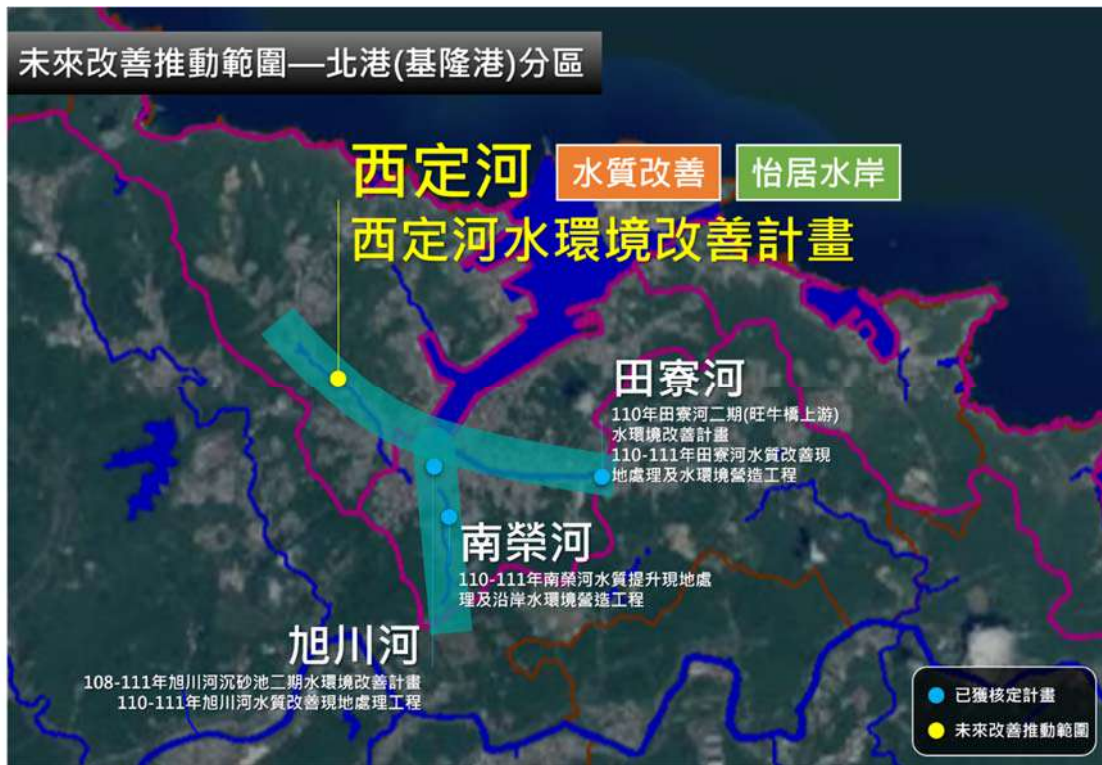 未來改善推動範圍—北港(基隆港)分區
西定河 水質改善 怡居水岸
西定河水環境改善計畫
田寮河
110年田寮河二期(旺牛橋上游)
水環境改善計畫
110-111年田寮河水質改善現
地處理及水環境營造工程
南榮河
110-111年南榮河水質提升現地處
理及沿岸水環境營造工程
旭川河
108-111年旭川河沉砂池二期水環境改善計畫
110-111年旭川河水質改善現地處理工程
已獲核定計畫
未來改善推動範圍